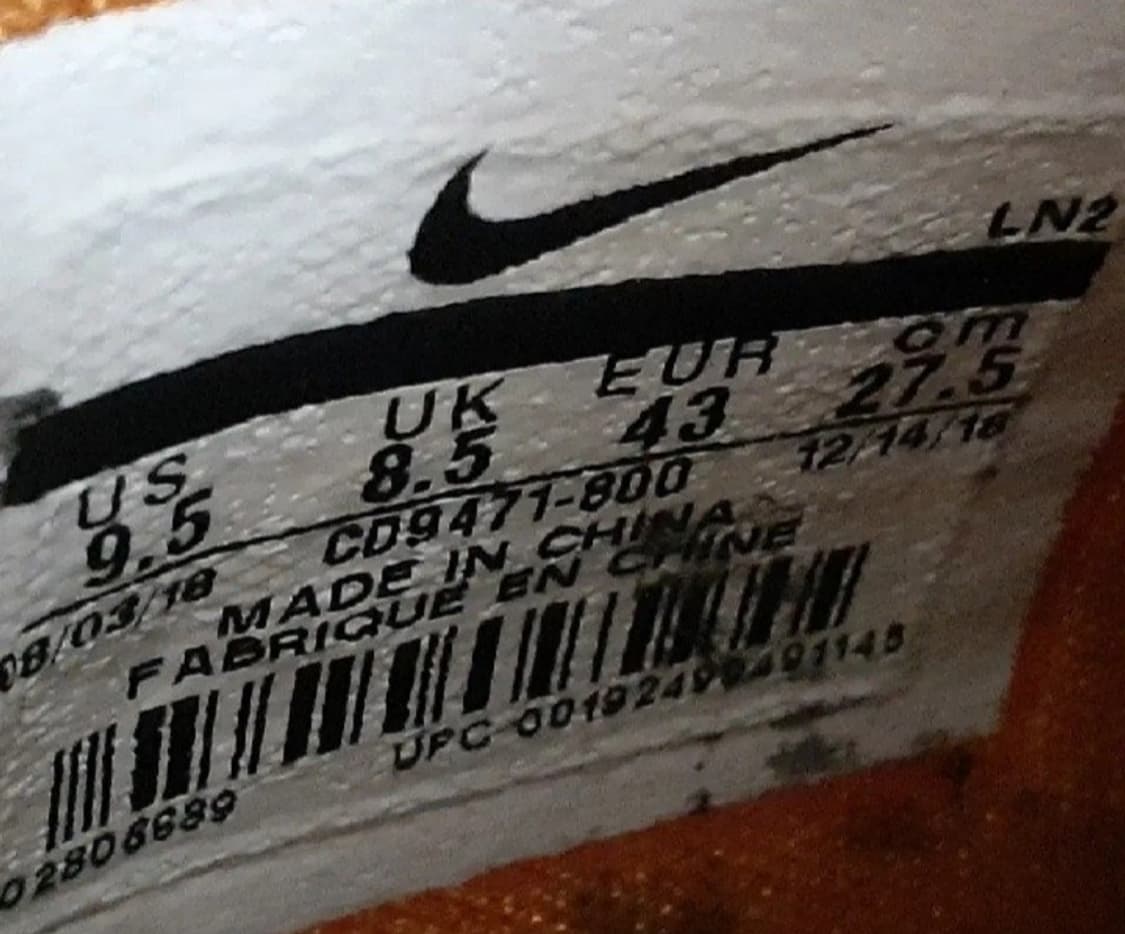 LN2
US UK EUR cm
9.5 8.5 43 27.5
08/03/18 CD9471-800 12/14/18
MADE IN CHINA
FABRIQUE EN CHINE
UPC 00192499491145
02806689